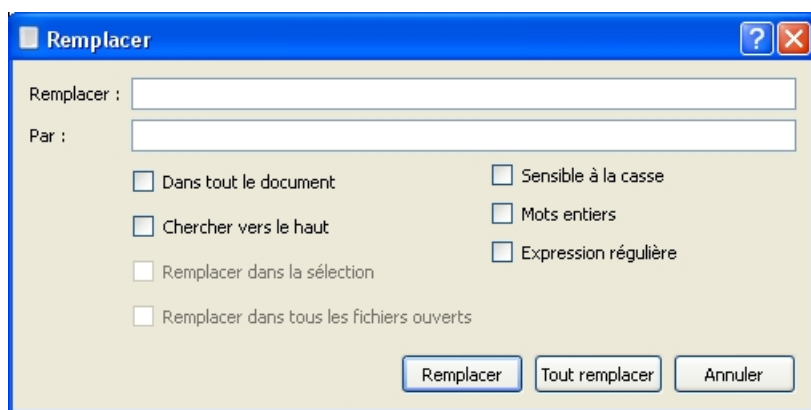 Remplacer
?
Remplacer :
Par :
Dans tout le document
Sensible à la casse
Chercher vers le haut
Mots entiers
Remplacer dans la sélection
Expression régulière
Remplacer dans tous les fichiers ouverts
Remplacer
Tout remplacer
Annuler